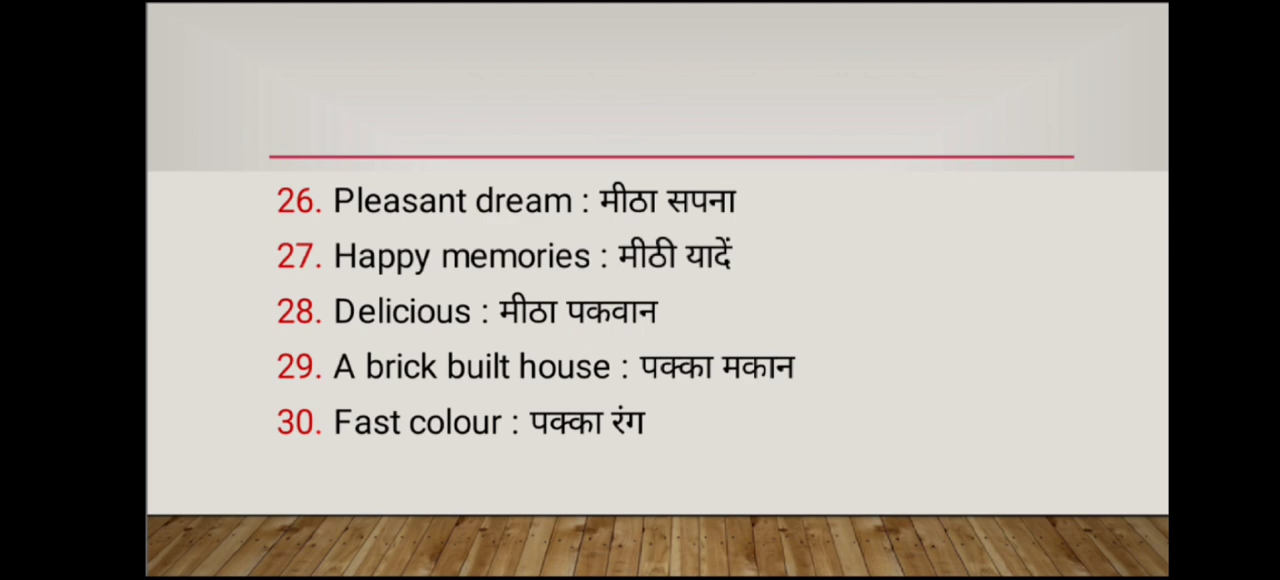 26. Pleasant dream : मीठा सपना
27. Happy memories : मीठी यादें
28. Delicious : मीठा पकवान
29. A brick built house : पक्का मकान
30. Fast colour : पक्का रंग